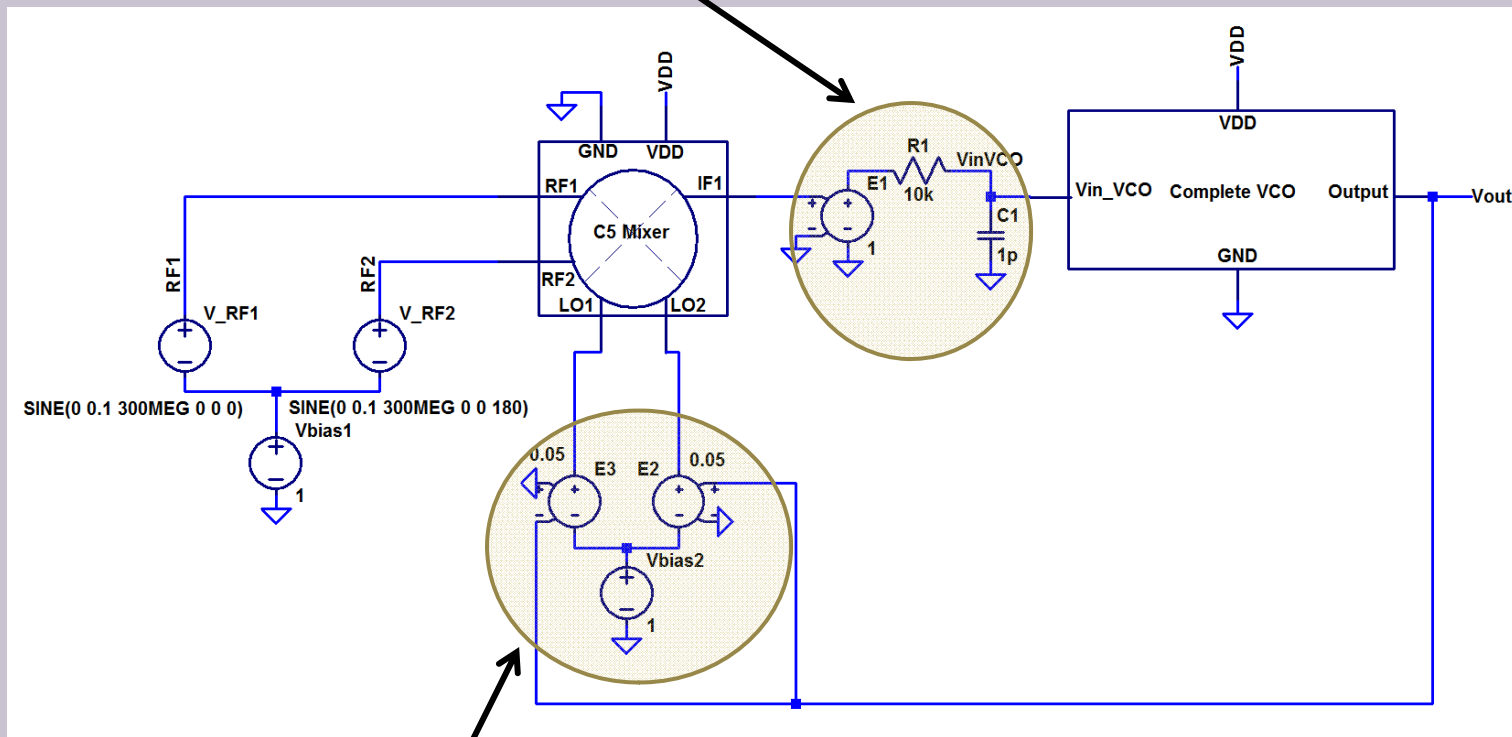 VDD
VDD
GND VDD
RF1
IF1
C5 Mixer
RF2
LO1
LO2
R1
10k
VinVCO
E1
+
-
+
-
1
C1
1p
VDD
Vin_VCO
Complete VCO
Output
GND
Vout
RF1
RF2
V_RF1
V_RF2
+
-
+
-
SINE(0 0.1 300MEG 0 0 0)
SINE(0 0.1 300MEG 0 0 180)
Vbias1
+
-
1
0.05
E3
E2
0.05
+
-
+
-
+
-
+
-
Vbias2
+
-
1